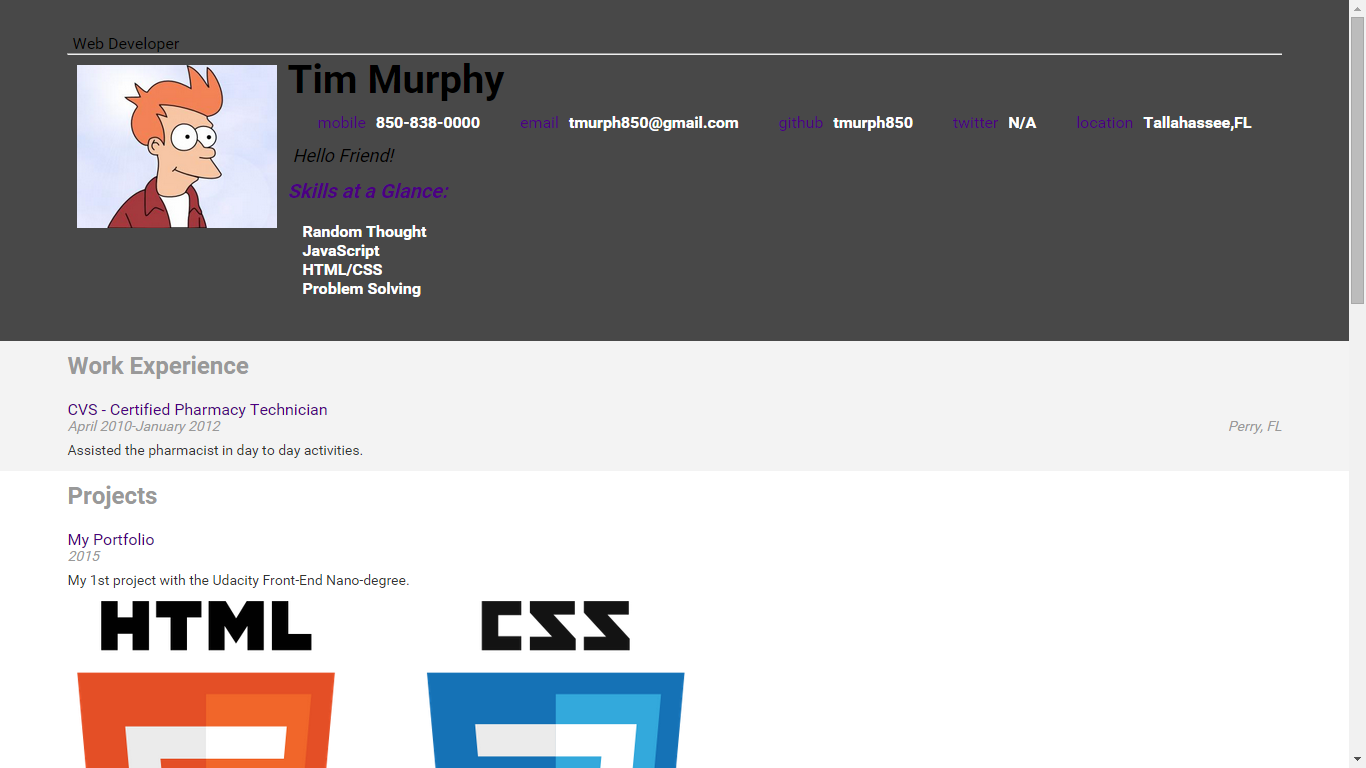 Web Developer
Tim Murphy
mobile 850-838-0000 email tmurph850@gmail.com github tmurph850 twitter N/A location Tallahassee,FL
Hello Friend!
Skills at a Glance:
Random Thought
JavaScript
HTML/CSS
Problem Solving
Work Experience
CVS - Certified Pharmacy Technician
April 2010-January 2012 Perry, FL
Assisted the pharmacist in day to day activities.
Projects
My Portfolio
2015
My 1st project with the Udacity Front-End Nano-degree.
HTML CSS